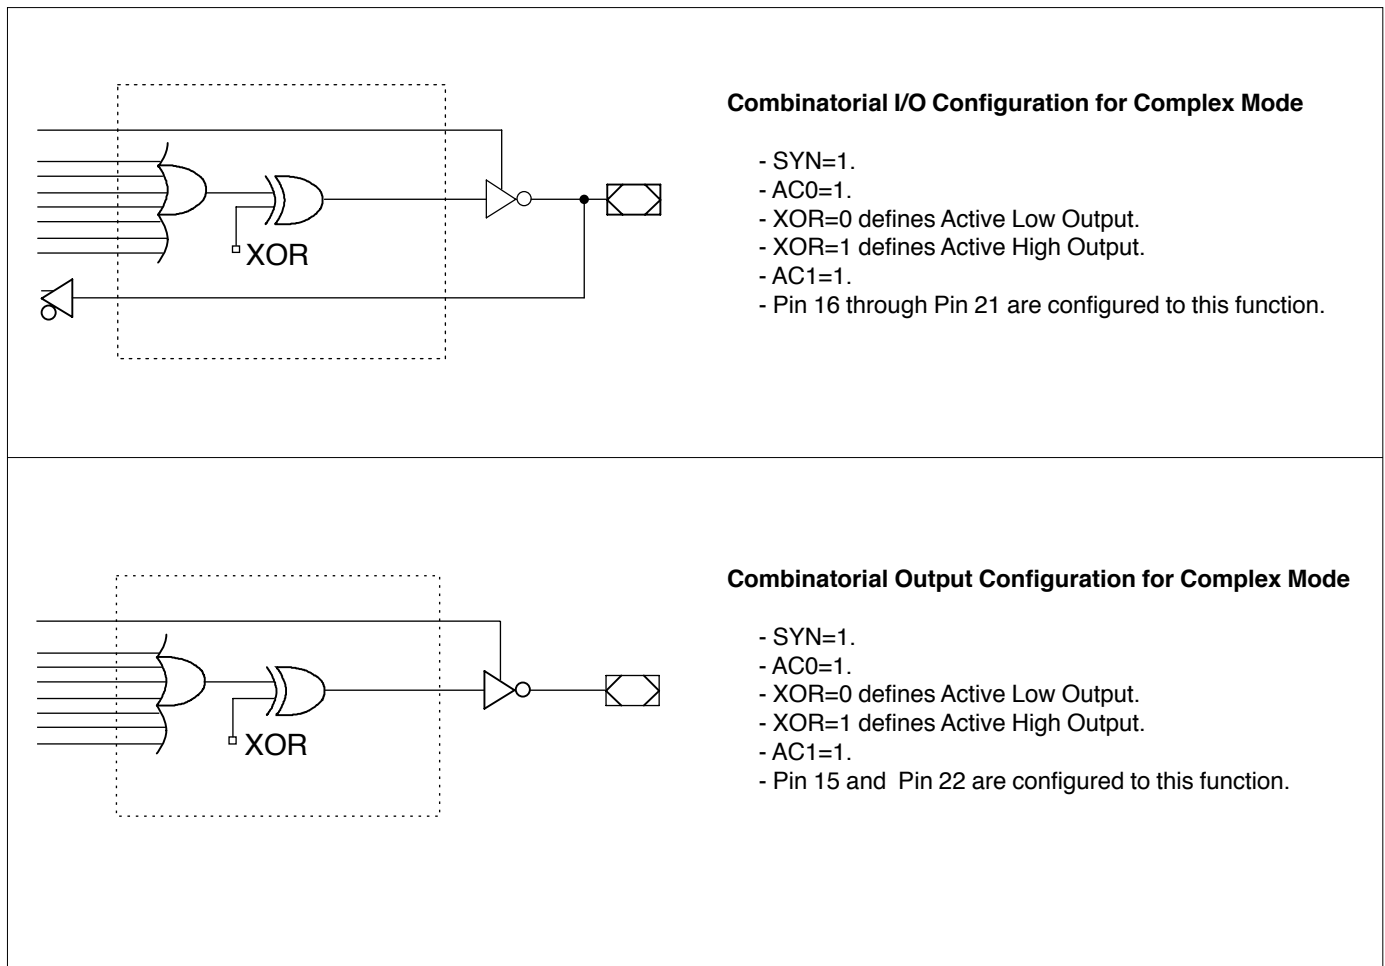 Combinatorial I/O Configuration for Complex Mode
- SYN=1.
- AC0=1.
- XOR=0 defines Active Low Output.
- XOR=1 defines Active High Output.
- AC1=1.
- Pin 16 through Pin 21 are configured to this function.
XOR
Combinatorial Output Configuration for Complex Mode
- SYN=1.
- AC0=1.
- XOR=0 defines Active Low Output.
- XOR=1 defines Active High Output.
- AC1=1.
- Pin 15 and  Pin 22 are configured to this function.
XOR